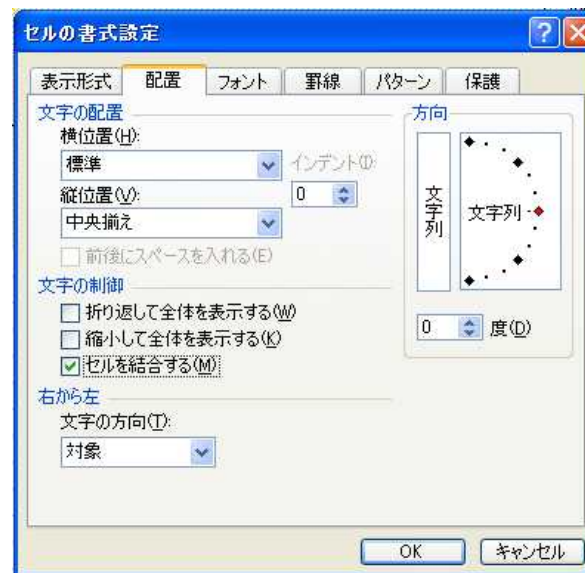 セルの書式設定
表示形式 配置 フォント 罫線 パターン 保護
文字の配置
横位置(H):
標準
インデント(I):
縦位置(V):
0
中央揃え
前後にスペースを入れる(E)
文字の制御
折り返して全体を表示する(W)
縮小して全体を表示する(K)
セルを結合する(M)
右から左
文字の方向(T):
対象
方向
文字列
文字列
0 度(D)
OK キャンセル